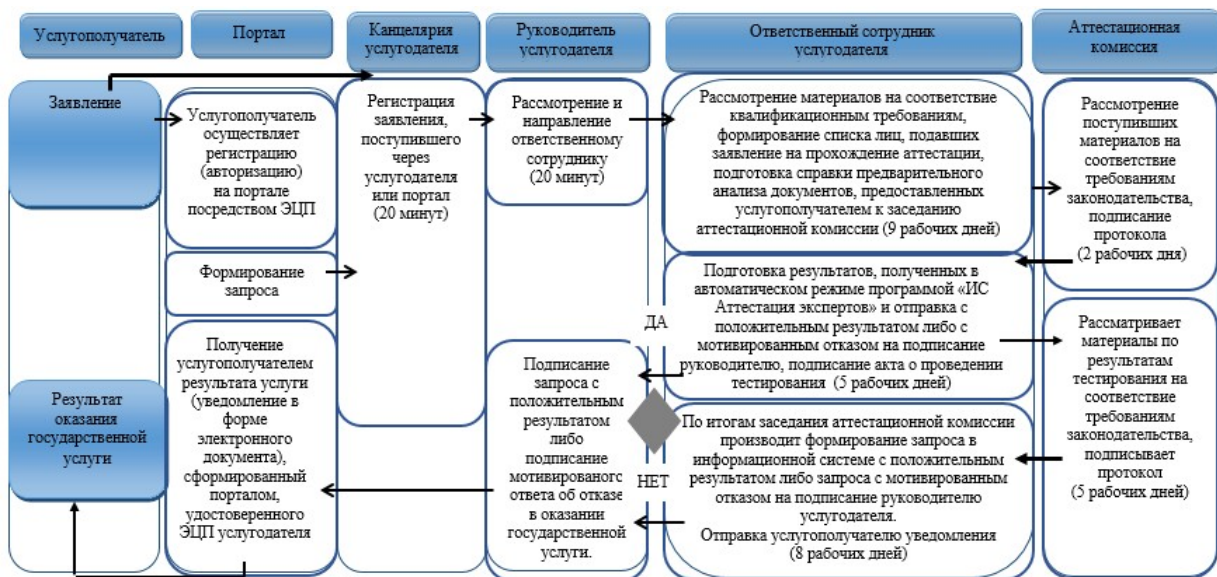 Услугополучатель
Портал
Канцелярия
услугодателя
Руководитель
услугодателя
Ответственный сотрудник
услугодателя
Аттестационная
комиссия
Заявление
Услугополучатель
осуществляет
регистрацию
(авторизацию)
на портале
посредством ЭЦП
Формирование
запроса
Получение
услугополучателем
результата услуги
(уведомление в
форме
электронного
документа),
сформированный
порталом,
удостоверенного
ЭЦП услугодателя
Результат
оказания
государственной
услуги
Регистрация
заявления,
поступившего
через
услугодателя
или портал
(20 минут)
Рассмотрение и
направление
ответственному
сотруднику
(20 минут)
Подписание
запроса с
положительным
результатом
либо
подписание
мотивированого
ответа об отказе
в оказании
государственной
услуги.
ДА
НЕТ
Рассмотрение материалов на соответствие
квалификационным требованиям,
формирование списка лиц, подавших
заявление на прохождение аттестации,
подготовка справки предварительного
анализа документов, предоставленных
услугополучателем к заседанию
аттестационной комиссии (9 рабочих дней)
Подготовка результатов, полученных в
автоматическом режиме программой «ИС
Аттестация экспертов» и отправка с
положительным результатом либо с
мотивированным отказом на подписание
руководителю, подписание акта о проведении
тестирования (5 рабочих дней)
По итогам заседания аттестационной комиссии
производит формирование запроса в
информационной системе с положительным
результатом либо запроса с мотивированным
отказом на подписание руководителю
услугодателя.
Отправка услугополучателю уведомления
(8 рабочих дней)
Рассмотрение
поступивших
материалов на
соответствие
требованиям
законодательства,
подписание
протокола
(2 рабочих дня)
Рассматривает
материалы по
результатам
тестирования на
соответствие
требованиям
законодательства,
подписывает
протокол
(5 рабочих дней)